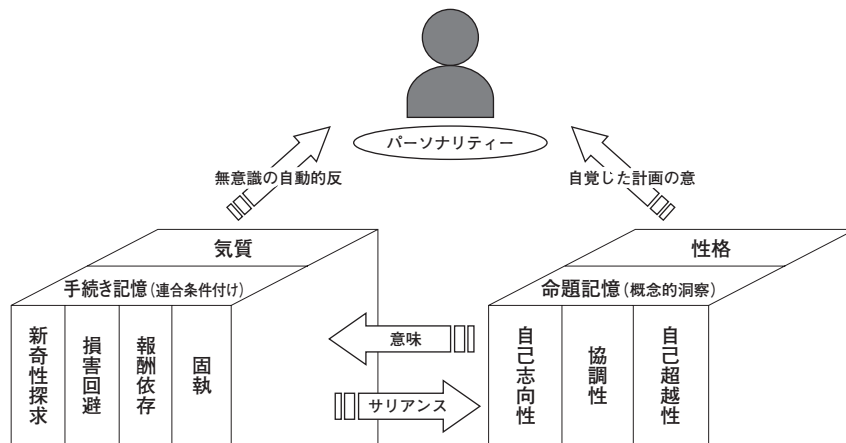 パーソナリティー
無意識の自動的反
自覚した計画の意
気質
手続き記憶(連合条件付け)
新奇性探求
損害回避
報酬依存
固執
性格
命題記憶(概念的洞察)
自己志向性
協調性
自己超越性
意味
サリアンス